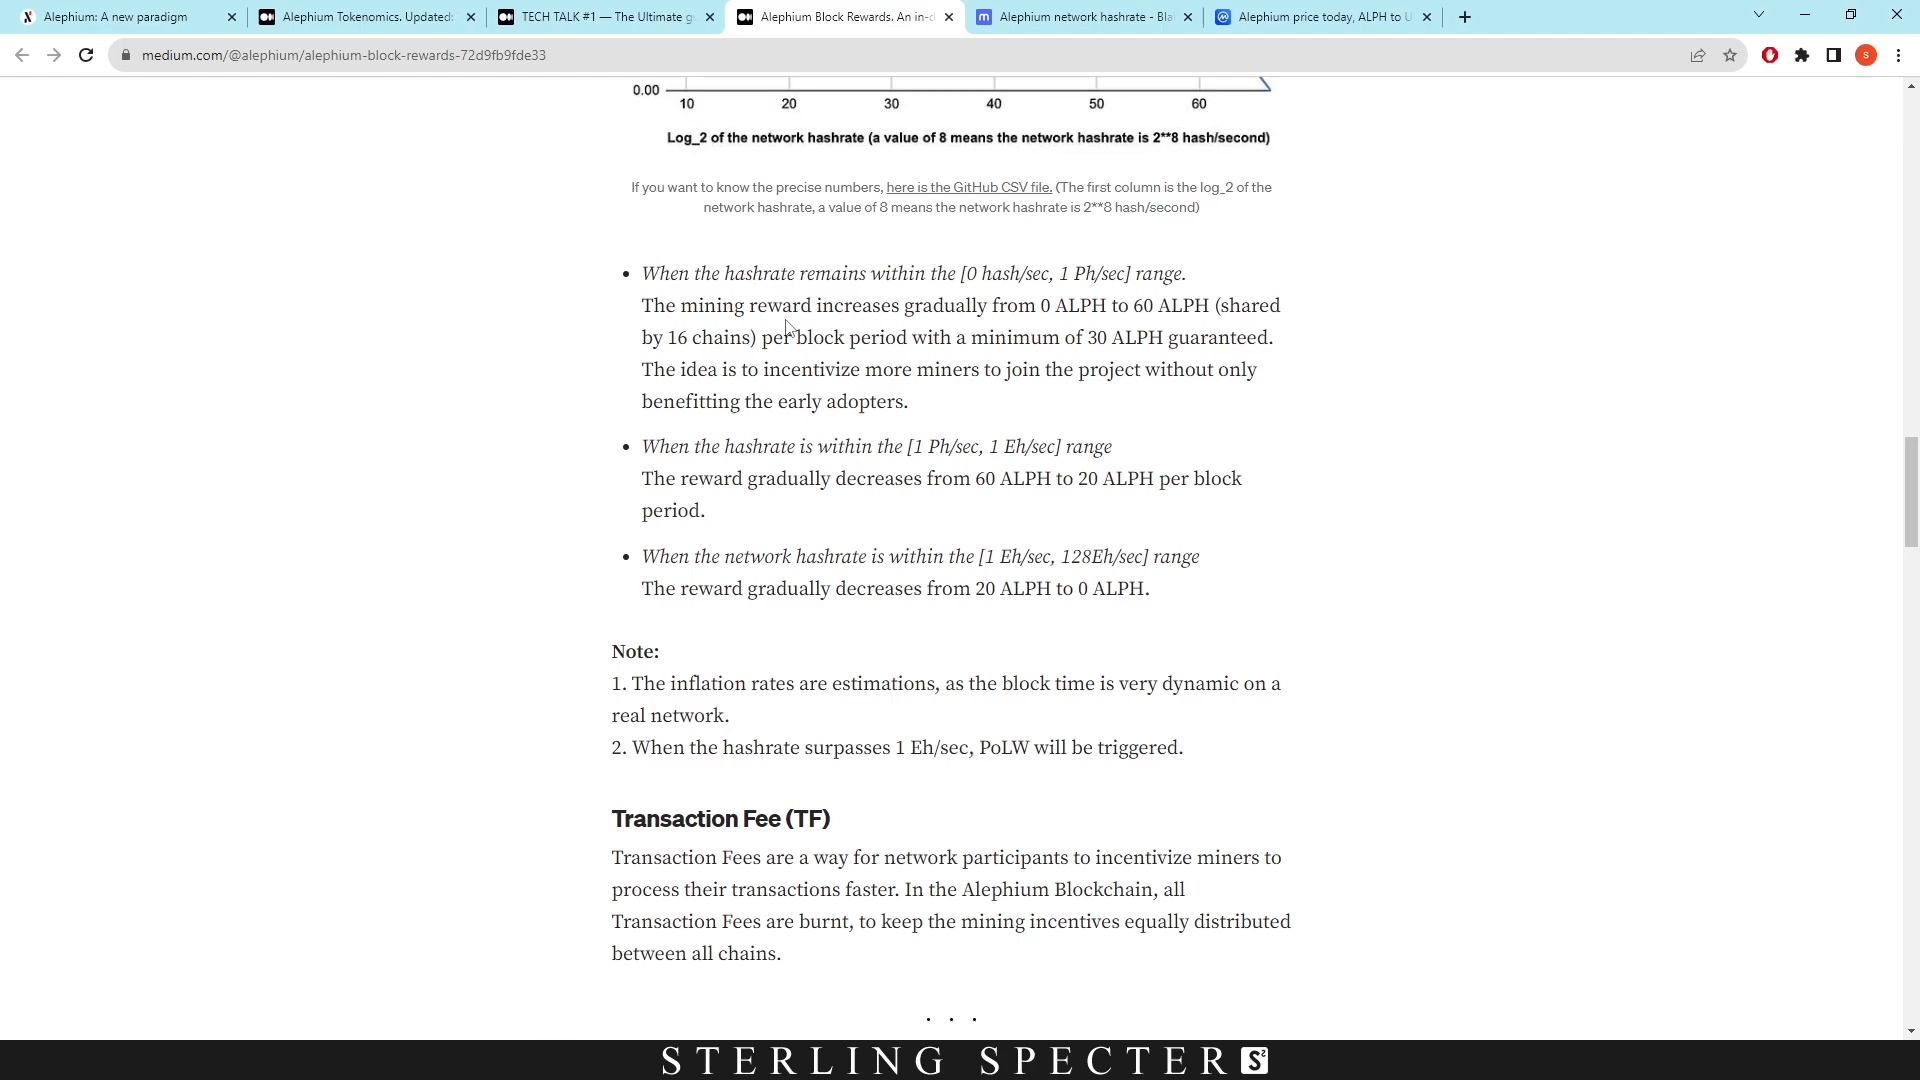 Alephium: A new paradigm
Alephium Tokenomics. Updated:
TECH TALK #1 — The Ultimate gu
Alephium Block Rewards. An in-d
Alephium network hashrate - Bla
Alephium price today, ALPH to U
medium.com/@alephium/alephium-block-rewards-72d9fb9fde33
S
0.00
10 20 30 40 50 60
Log_2 of the network hashrate (a value of 8 means the network hashrate is 2**8 hash/second)
If you want to know the precise numbers, here is the GitHub CSV file. (The first column is the log_2 of the
network hashrate, a value of 8 means the network hashrate is 2**8 hash/second)
• When the hashrate remains within the [0 hash/sec, 1 Ph/sec] range.
The mining reward increases gradually from 0 ALPH to 60 ALPH (shared
by 16 chains) per block period with a minimum of 30 ALPH guaranteed.
The idea is to incentivize more miners to join the project without only
benefitting the early adopters.
• When the hashrate is within the [1 Ph/sec, 1 Eh/sec] range
The reward gradually decreases from 60 ALPH to 20 ALPH per block
period.
• When the network hashrate is within the [1 Eh/sec, 128Eh/sec] range
The reward gradually decreases from 20 ALPH to 0 ALPH.
Note:
1. The inflation rates are estimations, as the block time is very dynamic on a
real network.
2. When the hashrate surpasses 1 Eh/sec, PoLW will be triggered.
Transaction Fee (TF)
Transaction Fees are a way for network participants to incentivize miners to
process their transactions faster. In the Alephium Blockchain, all
Transaction Fees are burnt, to keep the mining incentives equally distributed
between all chains.
. . .
STERLING SPECTER S²